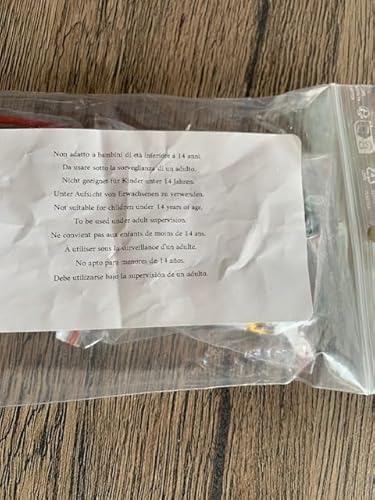 Non adatto a bambini di età inferiore a 14 anni.
Da usare sotto la sorveglianza di un adulto.
Nicht geeignet für Kinder unter 14 Jahren.
Unter Aufsicht von Erwachsenen zu verwenden.
Not suitable for children under 14 years of age.
To be used under adult supervision.
Ne convient pas aux enfants de moins de 14 ans.
A utiliser sous la surveillance d'un adulte.
No apto para menores de 14 años.
Debe utilizarse bajo la supervisión de un adulto.